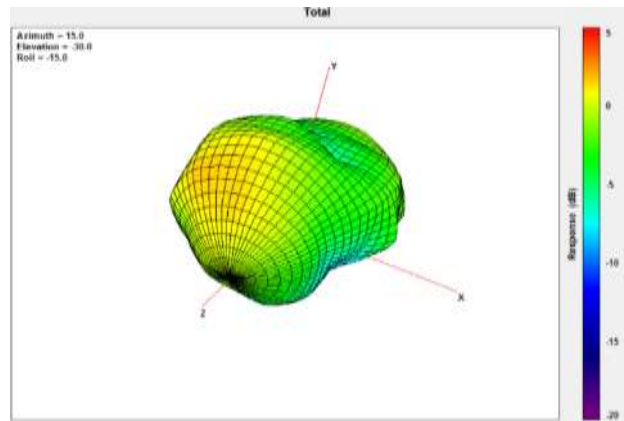 Total
Azimuth = 15.0
Elevation = -30.0
Roll = -15.0
Y
X
Z
5
0
-5
-10
-15
-20
Response (dB)